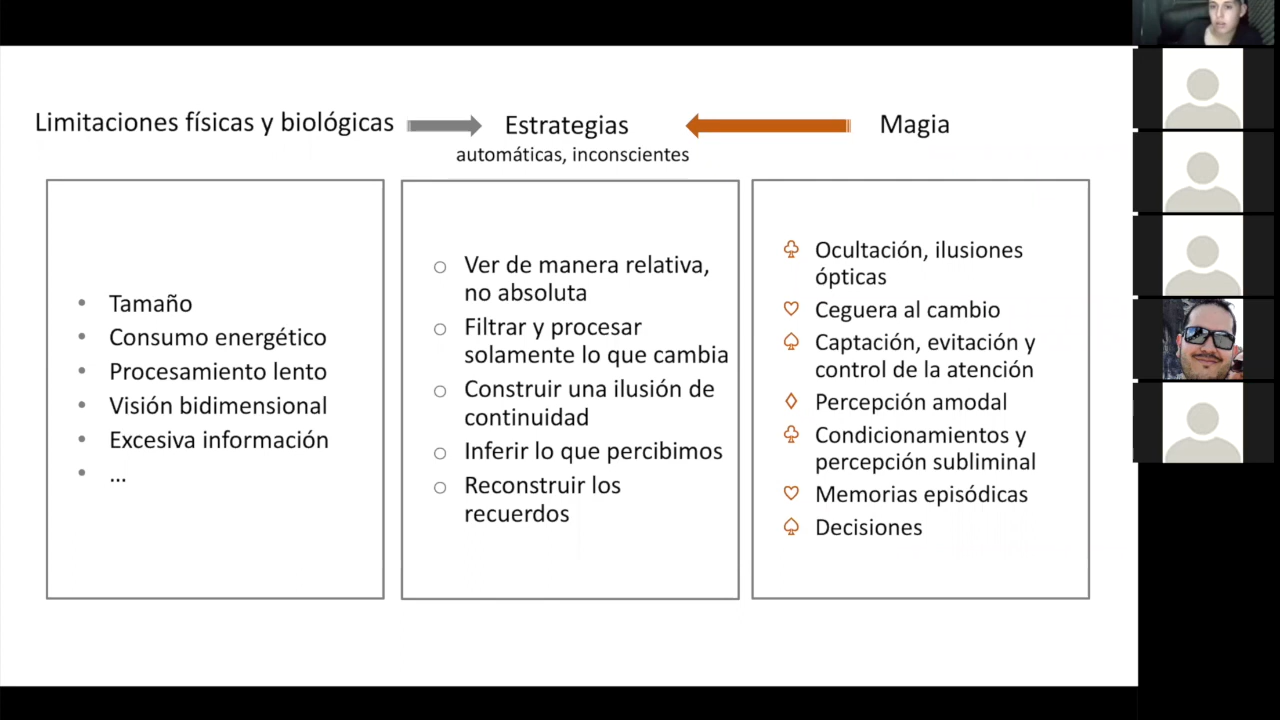 Limitaciones físicas y biológicas
Estrategias
automáticas, inconscientes
Magia
Tamaño
Consumo energético
Procesamiento lento
Visión bidimensional
Excesiva información
...
Ver de manera relativa,
no absoluta
Filtrar y procesar
solamente lo que cambia
Construir una ilusión de
continuidad
Inferir lo que percibimos
Reconstruir los
recuerdos
Ocultación, ilusiones
ópticas
Ceguera al cambio
Captación, evitación y
control de la atención
Percepción amodal
Condicionamientos y
percepción subliminal
Memorias episódicas
Decisiones